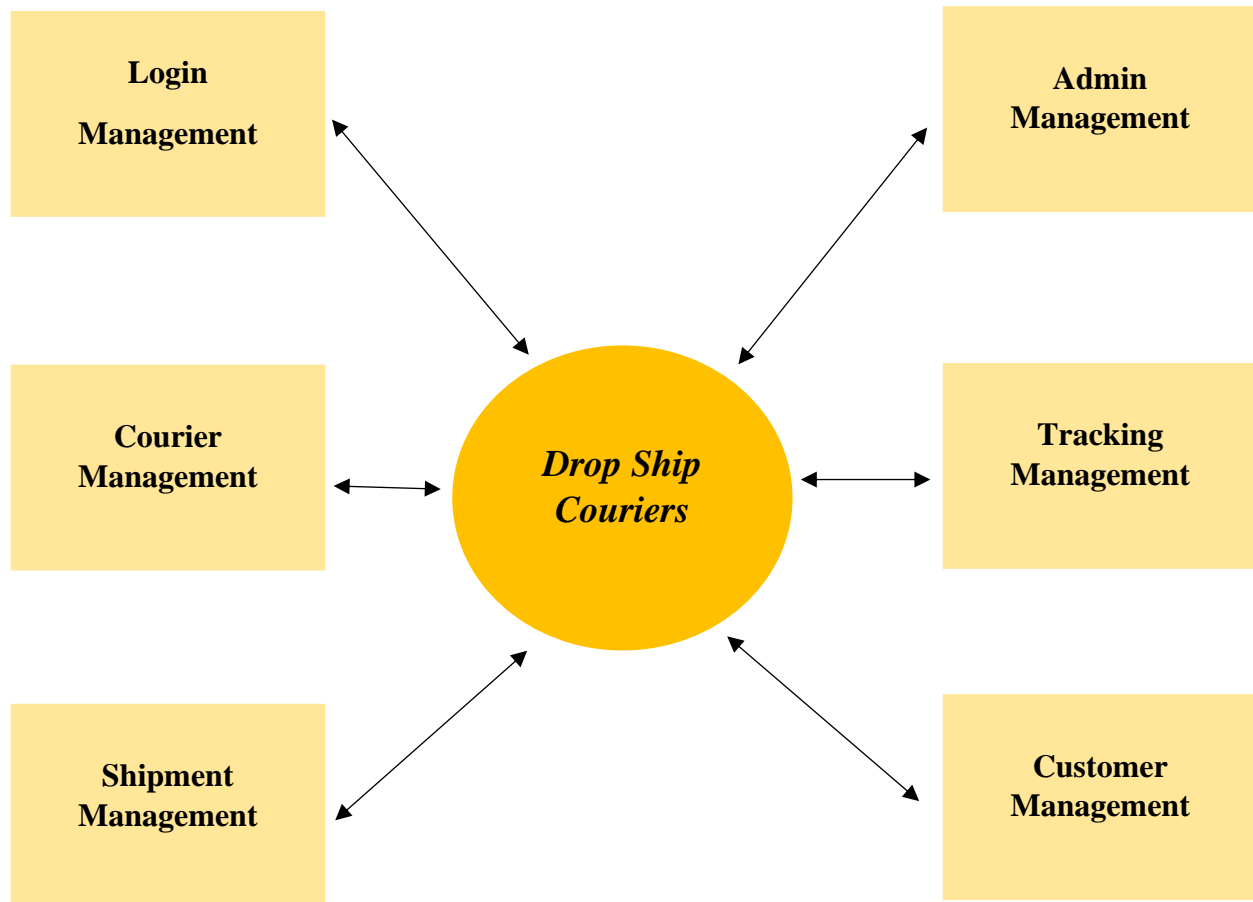 Login
Management
Admin
Management
Courier
Management
Drop Ship
Couriers
Tracking
Management
Shipment
Management
Customer
Management